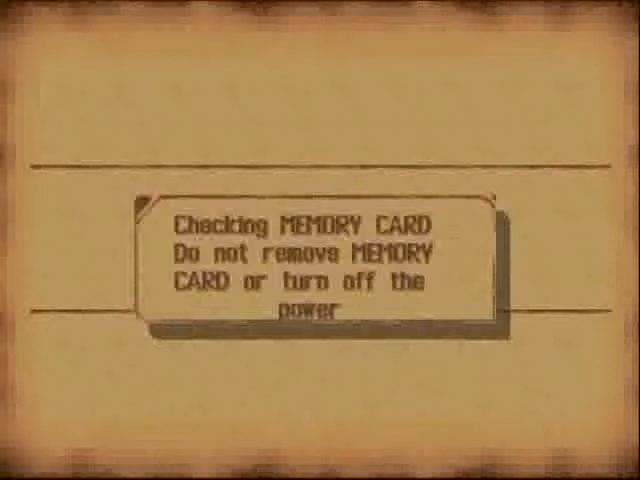 Checking MEMORY CARD
Do not remove MEMORY
CARD or turn off the
power